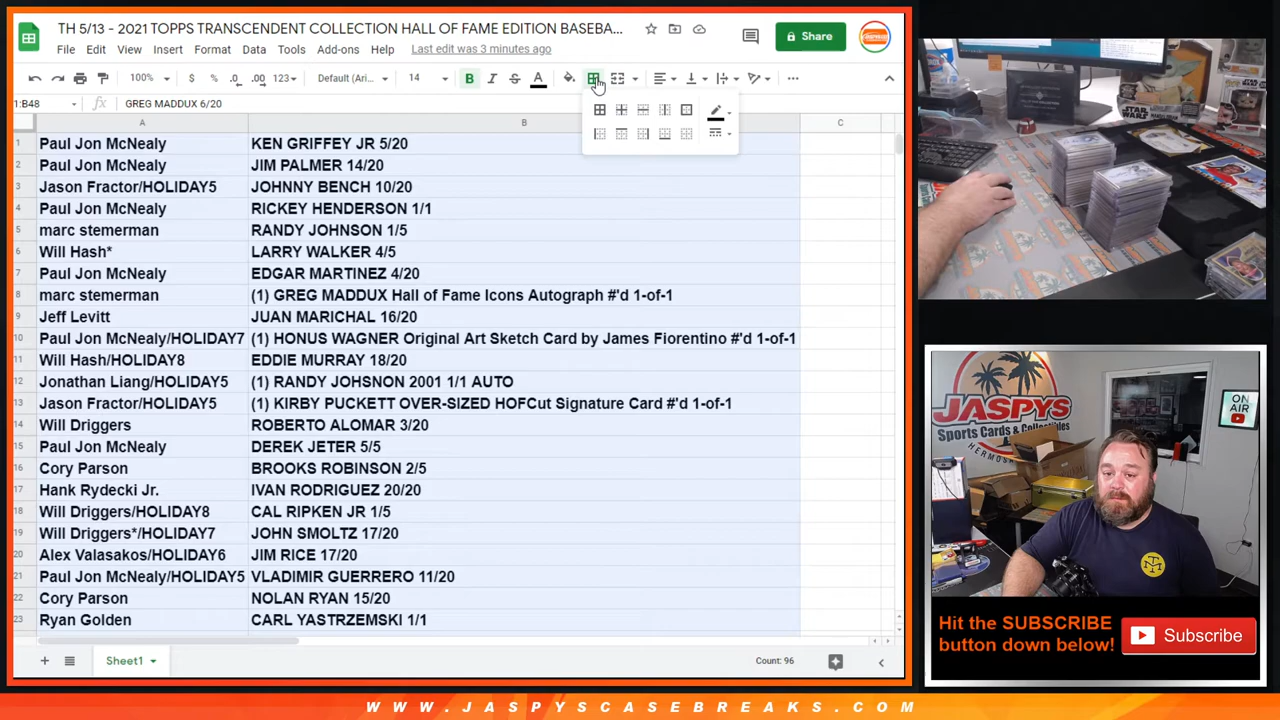 TH 5/13 - 2021 TOPPS TRANSCENDENT COLLECTION HALL OF FAME EDITION BASEBA...
File Edit View Insert Format Data Tools Add-ons Help Last edit was 3 minutes ago
Share
100% $ % .0 .00 123 Default (Ari... 14 B I S A
1:B48 fx GREG MADDUX 6/20
A B C
1 Paul Jon McNealy KEN GRIFFEY JR 5/20
2 Paul Jon McNealy JIM PALMER 14/20
3 Jason Fractor/HOLIDAY5 JOHNNY BENCH 10/20
4 Paul Jon McNealy RICKEY HENDERSON 1/1
5 marc stemerman RANDY JOHNSON 1/5
6 Will Hash* LARRY WALKER 4/5
7 Paul Jon McNealy EDGAR MARTINEZ 4/20
8 marc stemerman (1) GREG MADDUX Hall of Fame Icons Autograph #'d 1-of-1
9 Jeff Levitt JUAN MARICHAL 16/20
10 Paul Jon McNealy/HOLIDAY7 (1) HONUS WAGNER Original Art Sketch Card by James Fiorentino #'d 1-of-1
11 Will Hash/HOLIDAY8 EDDIE MURRAY 18/20
12 Jonathan Liang/HOLIDAY5 (1) RANDY JOHSNON 2001 1/1 AUTO
13 Jason Fractor/HOLIDAY5 (1) KIRBY PUCKETT OVER-SIZED HOFCut Signature Card #'d 1-of-1
14 Will Driggers ROBERTO ALOMAR 3/20
15 Paul Jon McNealy DEREK JETER 5/5
16 Cory Parson BROOKS ROBINSON 2/5
17 Hank Rydecki Jr. IVAN RODRIGUEZ 20/20
18 Will Driggers/HOLIDAY8 CAL RIPKEN JR 1/5
19 Will Driggers*/HOLIDAY7 JOHN SMOLTZ 17/20
20 Alex Valasakos/HOLIDAY6 JIM RICE 17/20
21 Paul Jon McNealy/HOLIDAY5 VLADIMIR GUERRERO 11/20
22 Cory Parson NOLAN RYAN 15/20
23 Ryan Golden CARL YASTRZEMSKI 1/1
Sheet1
Count: 96
JASPYS
Sports Cards & Collectibles
HERMOS
ON
AIR
Hit the SUBSCRIBE
button down below!
Subscribe
WWW.JASPYSCASEBREAKS.COM